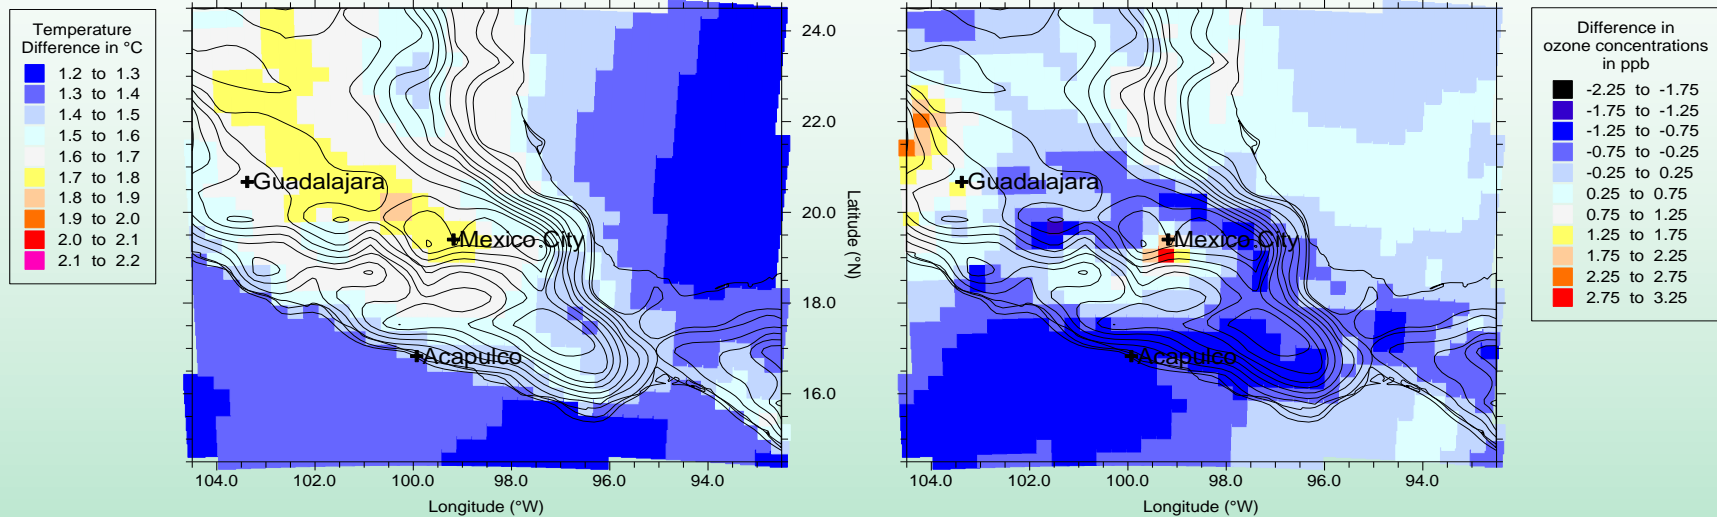 Temperature
Difference in °C
1.2 to 1.3
1.3 to 1.4
1.4 to 1.5
1.5 to 1.6
1.6 to 1.7
1.7 to 1.8
1.8 to 1.9
1.9 to 2.0
2.0 to 2.1
2.1 to 2.2
Guadalajara
Mexico City
Acapulco
104.0 102.0 100.0 98.0 96.0 94.0
Longitude (°W)
24.0
22.0
20.0
18.0
16.0
Latitude (°N)
Guadalajara
Mexico City
Acapulco
104.0 102.0 100.0 98.0 96.0 94.0
Longitude (°W)
Difference in
ozone concentrations
in ppb
-2.25 to -1.75
-1.75 to -1.25
-1.25 to -0.75
-0.75 to -0.25
-0.25 to 0.25
0.25 to 0.75
0.75 to 1.25
1.25 to 1.75
1.75 to 2.25
2.25 to 2.75
2.75 to 3.25